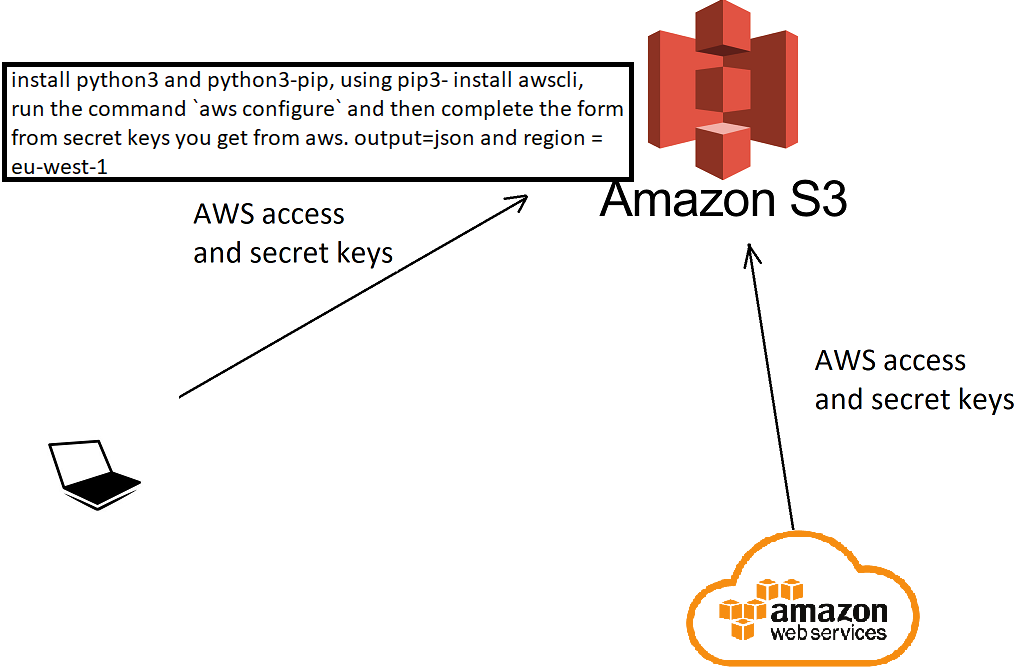 install python3 and python3-pip, using pip3- install awscli,
run the command `aws configure` and then complete the form
from secret keys you get from aws. output=json and region =
eu-west-1
Amazon S3
AWS access
and secret keys
AWS access
and secret keys
amazon
webservices